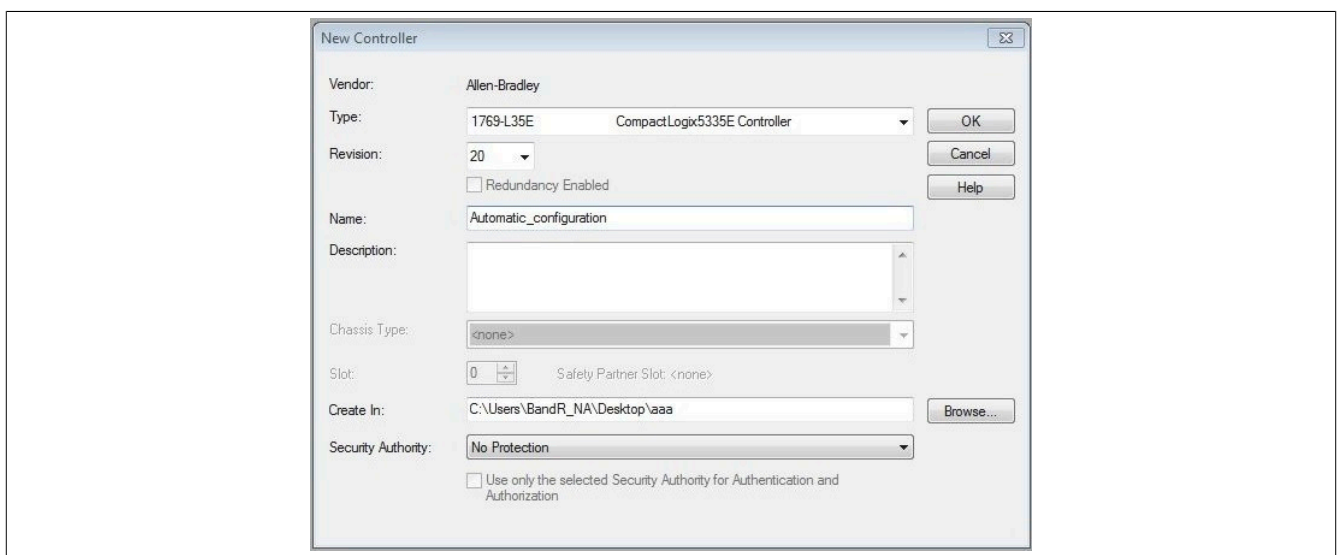 New Controller
Vendor: Allen-Bradley
Type: 1769-L35E CompactLogix5335E Controller OK
Revision: 20 Cancel
Redundancy Enabled Help
Name: Automatic_configuration
Description:
Chassis Type: <none>
Slot: 0 Safety Partner Slot: <none>
Create In: C:\Users\BandR_NA\Desktop\aaa Browse...
Security Authority: No Protection
Use only the selected Security Authority for Authentication and
Authorization